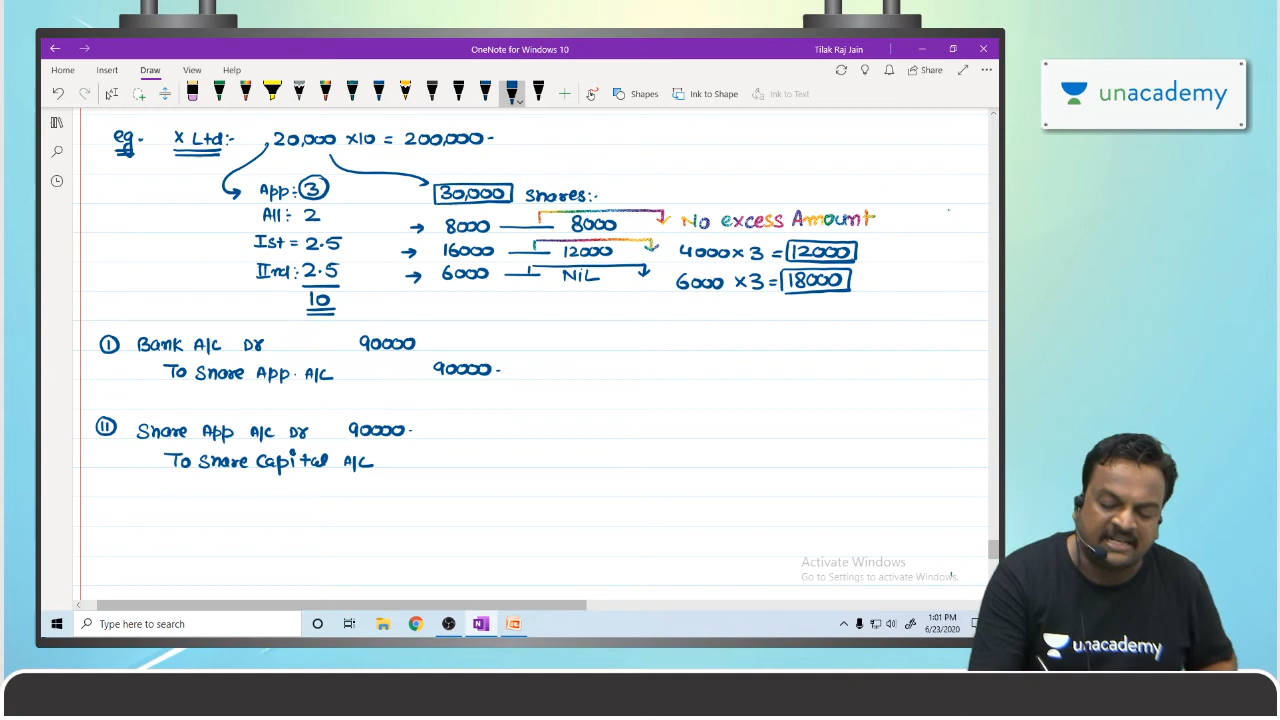 OneNote for Windows 10
Tilak Raj Jain
Home Insert Draw View Help
Share
Shapes
Ink to Shape
Ink to Text
unacademy
eg. X Ltd:- 20,000 x10 = 200,000-
App: 3
30,000 shares:-
All: 2
8000 8000 No excess Amount
Ist = 2.5
16000 12000 4000 x 3 = 12000
IInd: 2.5
6000 NiL 6000 x 3 = 18000
10
I Bank A/C Dr 90000
To Share App. A/C 90000-
II Share App A/C Dr 90000-
To Share Capital A/C
Activate Windows
Go to Settings to activate Windows.
Type here to search
1:01 PM
6/23/2020
unacademy